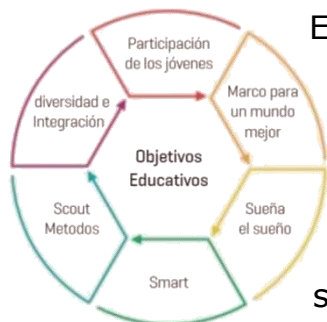 E
Participación
de los jóvenes
Marco para
un mundo
mejor
diversidad e
Integración
Objetivos
Educativos
Sueña
el sueño
Scout
Metodos
Smart
s